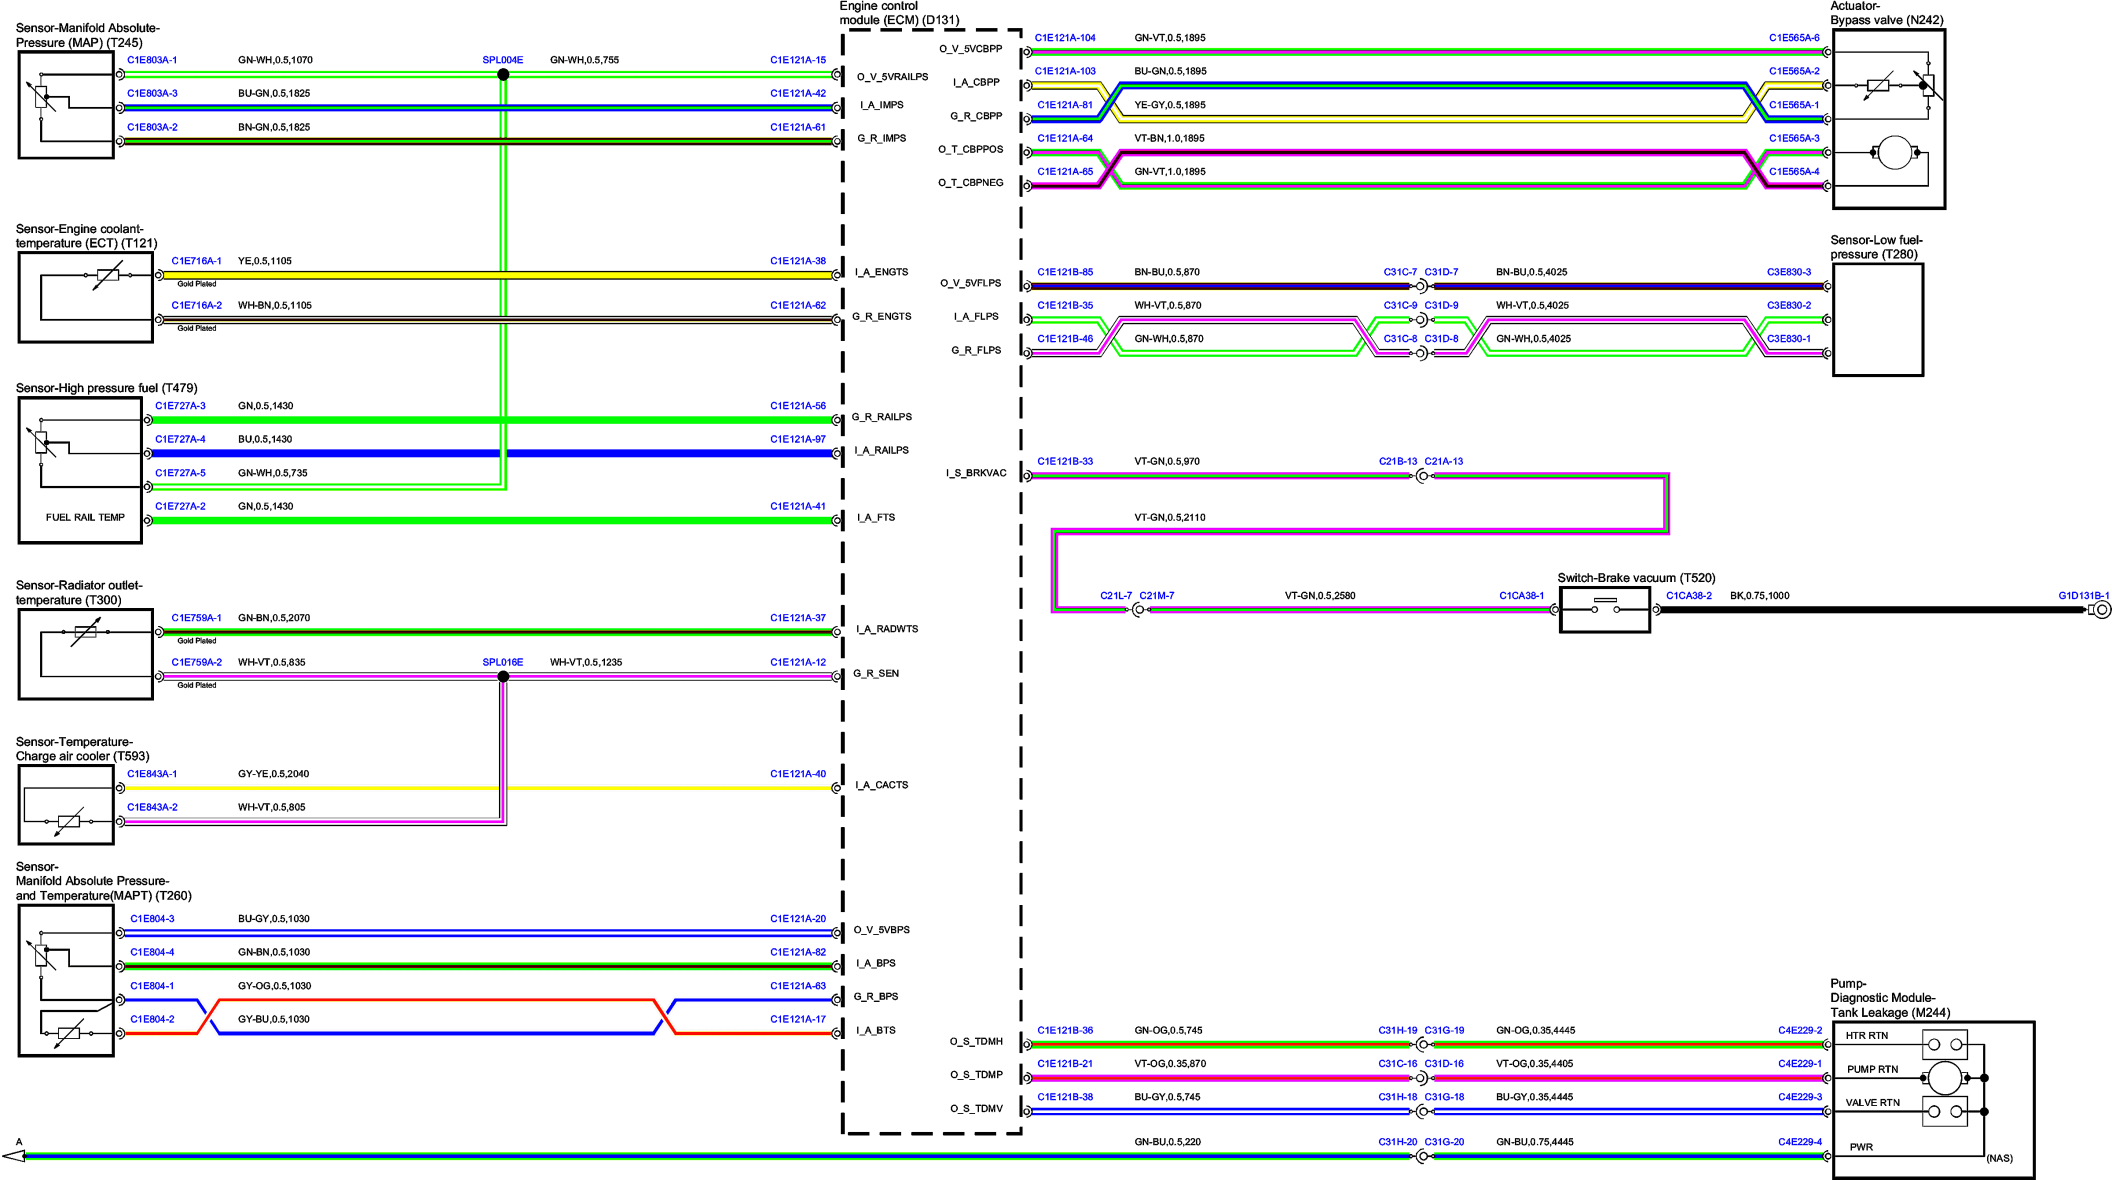 Sensor-Manifold Absolute-
Pressure (MAP) (T245)
C1E803A-1 GN-WH,0.5,1070 SPL004E GN-WH,0.5,755 C1E121A-15
C1E803A-3 BU-GN,0.5,1825 C1E121A-42
C1E803A-2 BN-GN,0.5,1825 C1E121A-61
Sensor-Engine coolant-
temperature (ECT) (T121)
C1E716A-1 YE,0.5,1105 C1E121A-38
Gold Plated
C1E716A-2 WH-BN,0.5,1105 C1E121A-62
Gold Plated
Sensor-High pressure fuel (T479)
C1E727A-3 GN,0.5,1430 C1E121A-56
C1E727A-4 BU,0.5,1430 C1E121A-97
C1E727A-5 GN-WH,0.5,735
C1E727A-2 GN,0.5,1430 C1E121A-41
FUEL RAIL TEMP
Sensor-Radiator outlet-
temperature (T300)
C1E759A-1 GN-BN,0.5,2070 C1E121A-37
Gold Plated
C1E759A-2 WH-VT,0.5,835 SPL016E WH-VT,0.5,1235 C1E121A-12
Gold Plated
Sensor-Temperature-
Charge air cooler (T593)
C1E843A-1 GY-YE,0.5,2040 C1E121A-40
C1E843A-2 WH-VT,0.5,805
Sensor-
Manifold Absolute Pressure-
and Temperature(MAPT) (T260)
C1E804-3 BU-GY,0.5,1030 C1E121A-20
C1E804-4 GN-BN,0.5,1030 C1E121A-82
C1E804-1 GY-OG,0.5,1030 C1E121A-63
C1E804-2 GY-BU,0.5,1030 C1E121A-17
A
Engine control
module (ECM) (D131)
O_V_5VRAILPS
I_A_IMPS
G_R_IMPS
I_A_ENGTS
G_R_ENGTS
G_R_RAILPS
I_A_RAILPS
I_A_FTS
I_A_RADWTS
G_R_SEN
I_A_CACTS
O_V_5VBPS
I_A_BPS
G_R_BPS
I_A_BTS
O_V_5VCBPP
I_A_CBPP
G_R_CBPP
O_T_CBPPOS
O_T_CBPNEG
O_V_5VFLPS
I_A_FLPS
G_R_FLPS
I_S_BRKVAC
O_S_TDMH
O_S_TDMP
O_S_TDMV
Actuator-
Bypass valve (N242)
C1E121A-104 GN-VT,0.5,1895 C1E565A-6
C1E121A-103 BU-GN,0.5,1895 C1E565A-2
C1E121A-81 YE-GY,0.5,1895 C1E565A-1
C1E121A-64 VT-BN,1.0,1895 C1E565A-3
C1E121A-65 GN-VT,1.0,1895 C1E565A-4
Sensor-Low fuel-
pressure (T280)
C1E121B-85 BN-BU,0.5,870 C31C-7 C31D-7 BN-BU,0.5,4025 C3E830-3
C1E121B-35 WH-VT,0.5,870 C31C-9 C31D-9 WH-VT,0.5,4025 C3E830-2
C1E121B-46 GN-WH,0.5,870 C31C-8 C31D-8 GN-WH,0.5,4025 C3E830-1
C1E121B-33 VT-GN,0.5,970 C21B-13 C21A-13
VT-GN,0.5,2110
Switch-Brake vacuum (T520)
C21L-7 C21M-7 VT-GN,0.5,2580 C1CA38-1 C1CA38-2 BK,0.75,1000 G1D131B-1
Pump-
Diagnostic Module-
Tank Leakage (M244)
C1E121B-36 GN-OG,0.5,745 C31H-19 C31G-19 GN-OG,0.35,4445 C4E229-2
HTR RTN
C1E121B-21 VT-OG,0.35,870 C31C-16 C31D-16 VT-OG,0.35,4405 C4E229-1
PUMP RTN
C1E121B-38 BU-GY,0.5,745 C31H-18 C31G-18 BU-GY,0.35,4445 C4E229-3
VALVE RTN
GN-BU,0.5,220 C31H-20 C31G-20 GN-BU,0.75,4445 C4E229-4
PWR
(NAS)